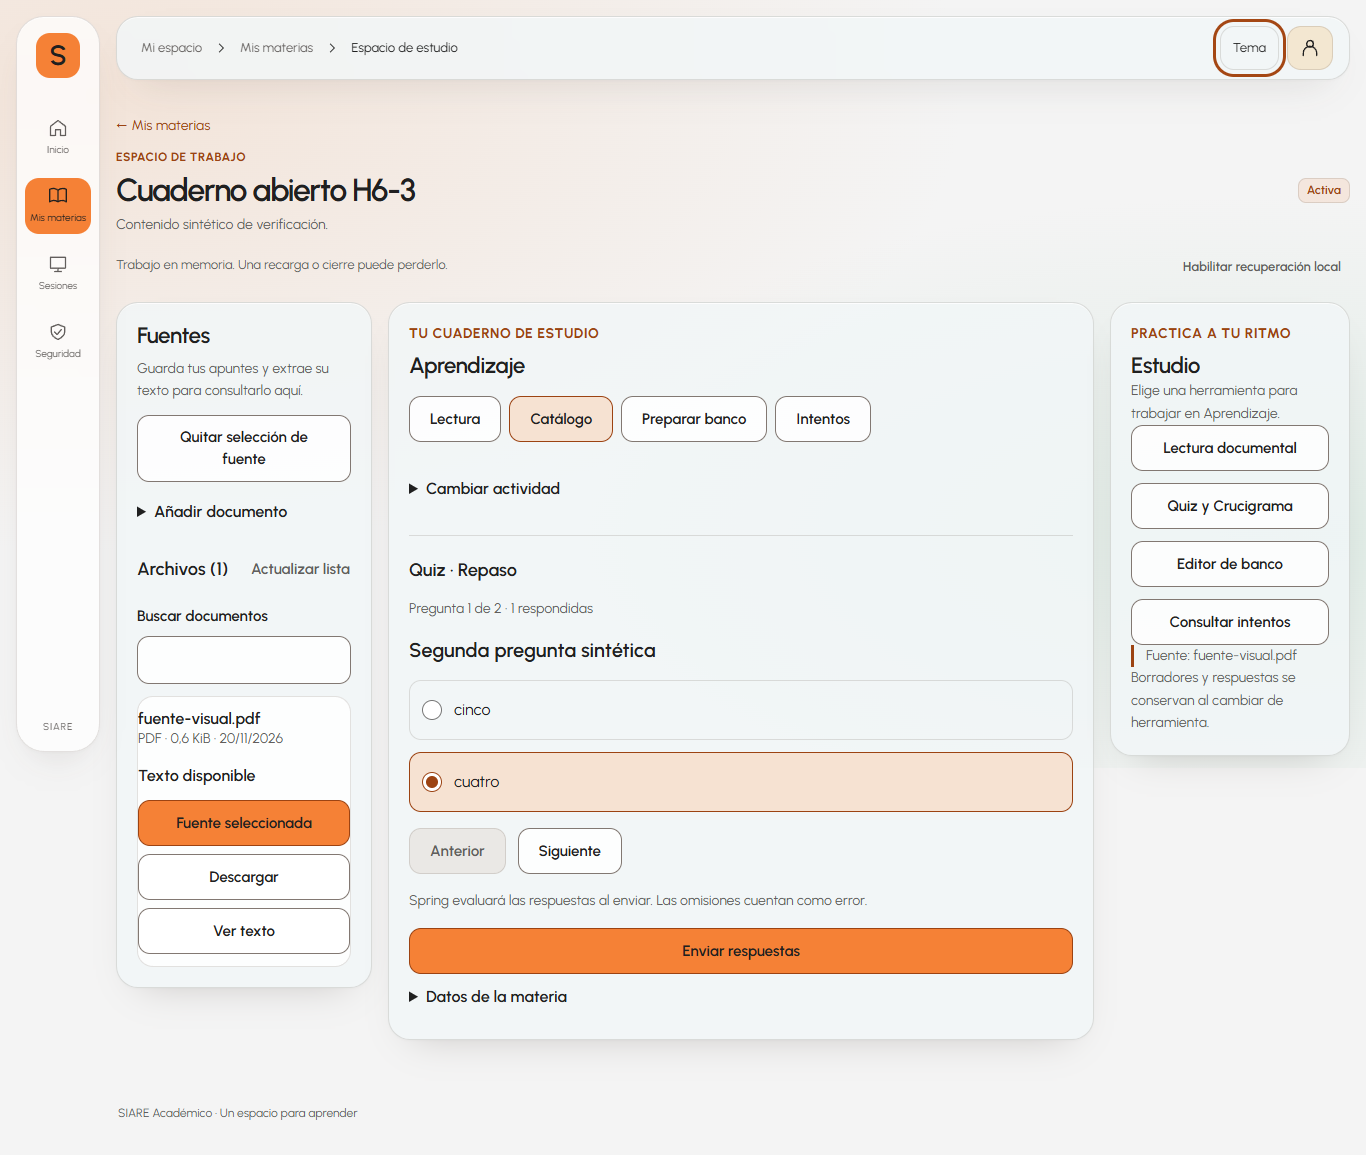 S
Inicio
Mis materias
Sesiones
Seguridad
SIARE
Mi espacio > Mis materias > Espacio de estudio
Tema
← Mis materias
ESPACIO DE TRABAJO
Cuaderno abierto H6-3
Activa
Contenido sintético de verificación.
Trabajo en memoria. Una recarga o cierre puede perderlo.
Habilitar recuperación local
Fuentes
Guarda tus apuntes y extrae su
texto para consultarlo aquí.
Quitar selección de
fuente
Añadir documento
Archivos (1)
Actualizar lista
Buscar documentos
fuente-visual.pdf
PDF · 0,6 KiB · 20/11/2026
Texto disponible
Fuente seleccionada
Descargar
Ver texto
TU CUADERNO DE ESTUDIO
Aprendizaje
Lectura
Catálogo
Preparar banco
Intentos
Cambiar actividad
Quiz · Repaso
Pregunta 1 de 2 · 1 respondidas
Segunda pregunta sintética
cinco
cuatro
Anterior
Siguiente
Spring evaluará las respuestas al enviar. Las omisiones cuentan como error.
Enviar respuestas
Datos de la materia
PRACTICA A TU RITMO
Estudio
Elige una herramienta para
trabajar en Aprendizaje.
Lectura documental
Quiz y Crucigrama
Editor de banco
Consultar intentos
Fuente: fuente-visual.pdf
Borradores y respuestas se
conservan al cambiar de
herramienta.
SIARE Académico · Un espacio para aprender